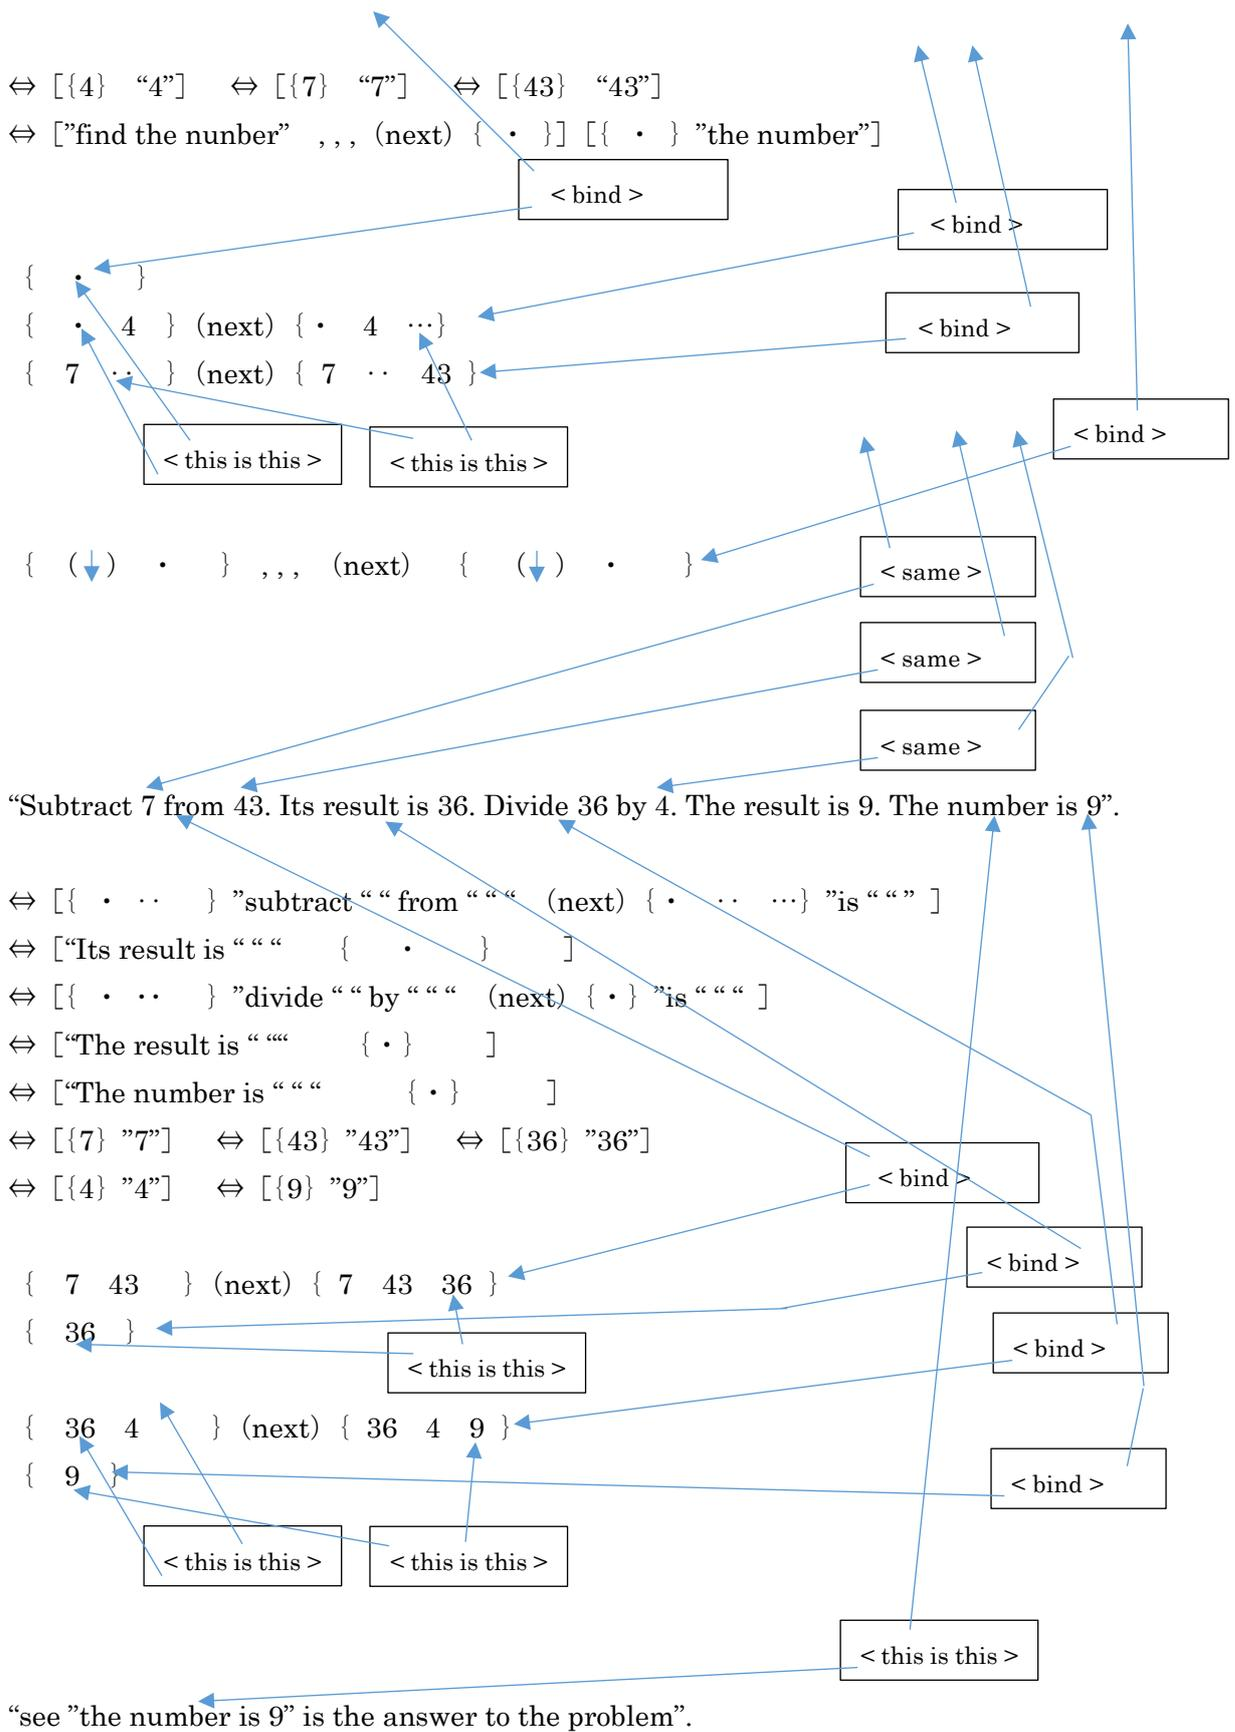 ⇔ [{4} “4”] ⇔ [{7} “7”] ⇔ [{43} “43”]
⇔ [”find the nunber” , , , (next) { ・ }] [{ ・ } ”the number”]
< bind >
< bind >
{ ・ }
{ ・ 4 } (next) {・ 4 …}
< bind >
{ 7 ‥ } (next) { 7 ‥ 43 }
< bind >
< this is this > < this is this >
{ (↓) ・ } , , , (next) { (↓) ・ }
< same >
< same >
< same >
“Subtract 7 from 43. Its result is 36. Divide 36 by 4. The result is 9. The number is 9”.
⇔ [{ ・ ‥ } ”subtract “ “ from “ “ “ (next) {・ ‥ …} ”is “ “ ” ]
⇔ [“Its result is “ “ “ { ・ } ]
⇔ [{ ・ ・・ } ”divide “ “ by “ “ “ (next) {・} ”is “ “ “ ]
⇔ [“The result is “ ““ {・} ]
⇔ [“The number is “ “ “ {・} ]
⇔ [{7} ”7”] ⇔ [{43} ”43”] ⇔ [{36} ”36”]
< bind >
⇔ [{4} ”4”] ⇔ [{9} ”9”]
< bind >
{ 7 43 } (next) { 7 43 36 }
{ 36 }
< bind >
< this is this >
{ 36 4 } (next) { 36 4 9 }
{ 9 }
< bind >
< this is this > < this is this >
< this is this >
“see ”the number is 9” is the answer to the problem”.